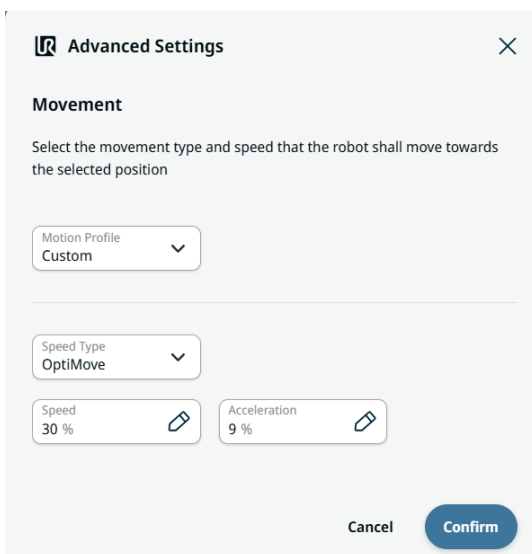 UR Advanced Settings
Movement
Select the movement type and speed that the robot shall move towards
the selected position
Motion Profile
Custom
Speed Type
OptiMove
Speed
30 %
Acceleration
9 %
Cancel
Confirm